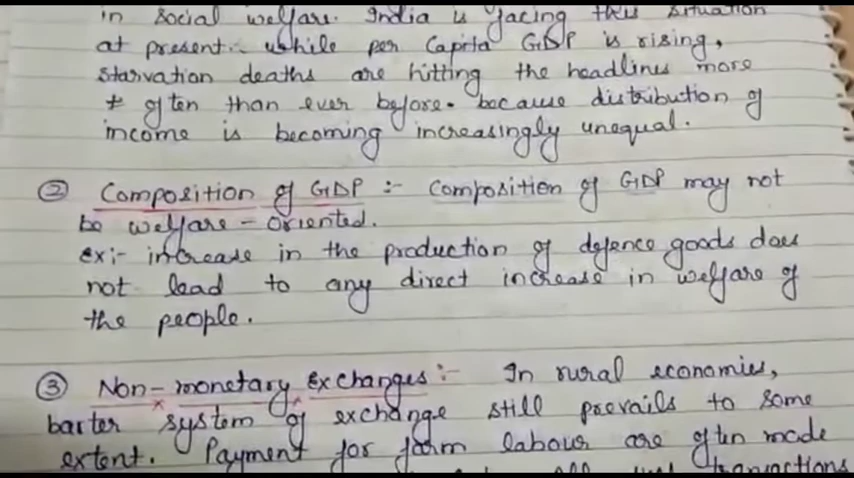 in social welfare. India is facing this situation
at present. while per Capita GDP is rising,
starvation deaths are hitting the headlines more
often than ever before. because distribution of
income is becoming increasingly unequal.
② Composition of GDP :- Composition of GDP may not
be welfare - oriented.
ex:- increase in the production of defence goods does
not lead to any direct increase in welfare of
the people.
③ Non-monetary exchanges :- In rural economies,
barter system of exchange still prevails to some
extent. Payment for farm labour are often made
transactions